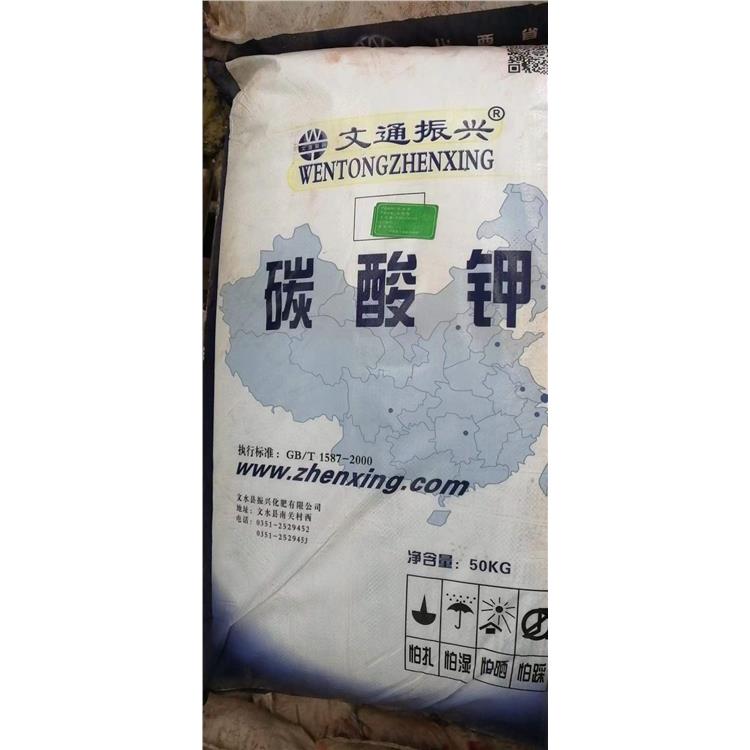 西省
文通振兴®
WENTONGZHENXING
碳酸钾
执行标准：GB/T 1587-2000
www.zhenxing.com
文水县振兴化肥有限公司
地址：文水县南关村西
电话：0351-2529452
0351-2529453
净含量：50KG
怕扎 怕湿 怕晒 怕踩